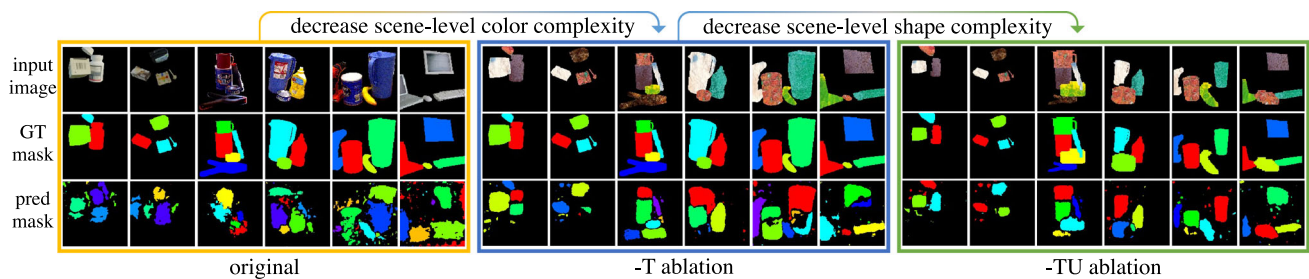 decrease scene-level color complexity
decrease scene-level shape complexity
input
image
GT
mask
pred
mask
original
-T ablation
-TU ablation